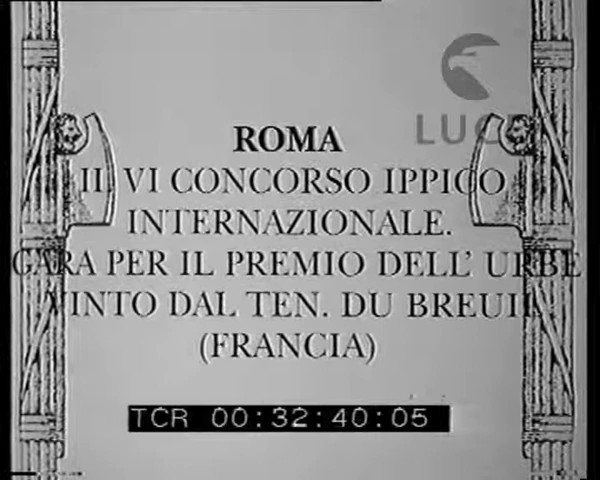 LUCE
ROMA
IL VI CONCORSO IPPICO
INTERNAZIONALE.
GARA PER IL PREMIO DELL' URBE
VINTO DAL TEN. DU BREUIL.
(FRANCIA)
TCR 00:32:40:05